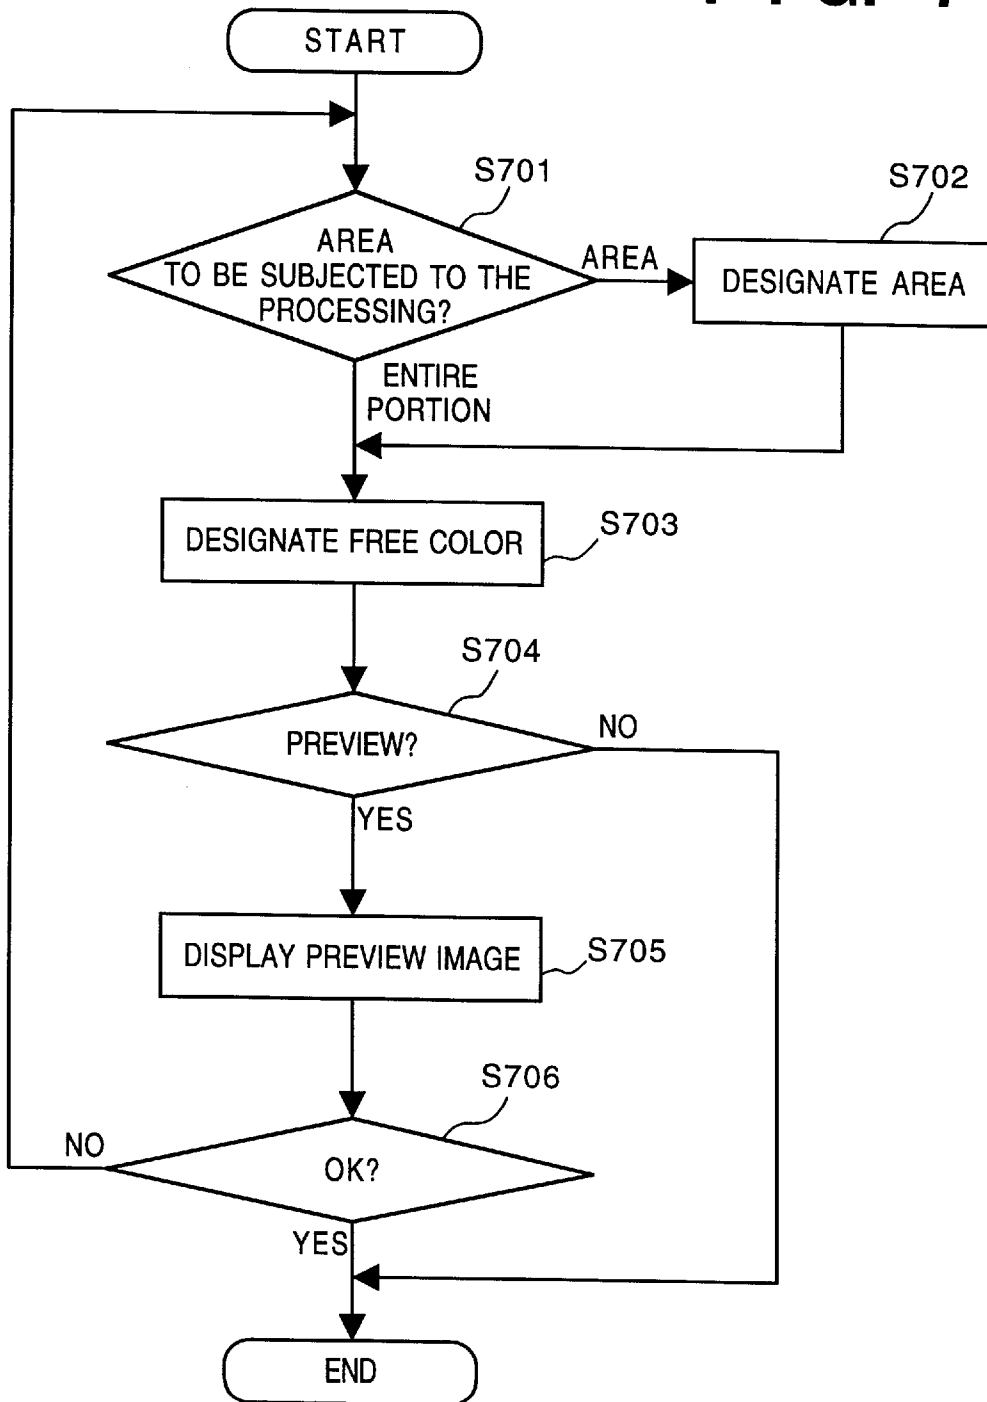 START
S701
S702
AREA
TO BE SUBJECTED TO THE
PROCESSING?
AREA
DESIGNATE AREA
ENTIRE
PORTION
DESIGNATE FREE COLOR
S703
S704
PREVIEW?
NO
YES
DISPLAY PREVIEW IMAGE
S705
S706
NO
OK?
YES
END